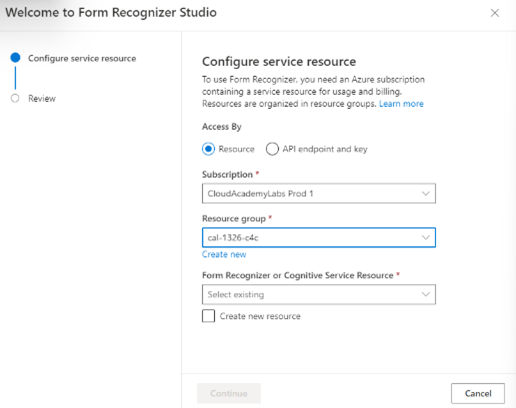 Welcome to Form Recognizer Studio
Configure service resource
Review
Configure service resource
To use Form Recognizer, you need an Azure subscription
containing a service resource for usage and billing.
Resources are organized in resource groups. Learn more
Access By
Resource
API endpoint and key
Subscription *
CloudAcademyLabs Prod 1
Resource group *
cal-1326-c4c
Create new
Form Recognizer or Cognitive Service Resource *
Select existing
Create new resource
Continue
Cancel